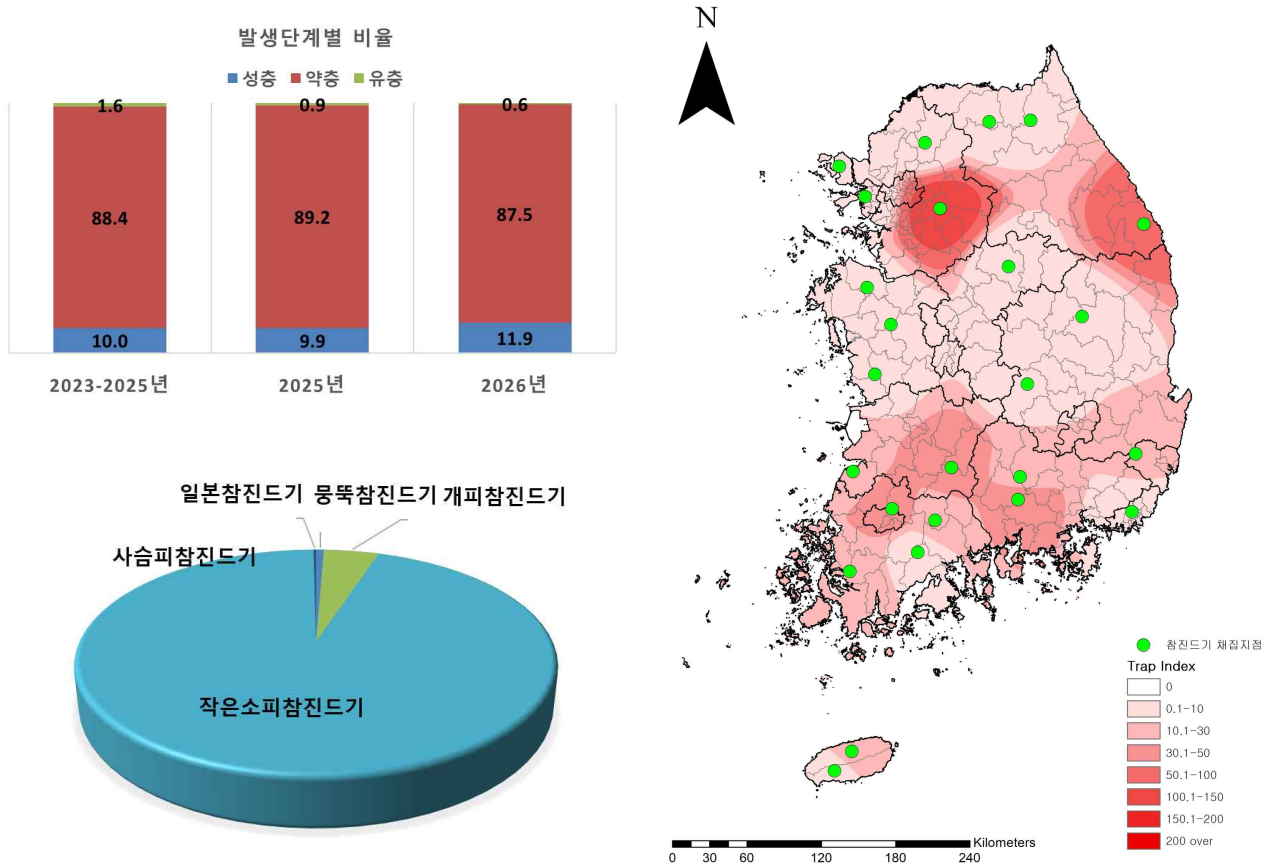 발생단계별 비율
성충 약충 유충
1.6 0.9 0.6
88.4 89.2 87.5
10.0 9.9 11.9
2023-2025년 2025년 2026년
일본참진드기 뭉뚝참진드기 개피참진드기
사슴피참진드기
작은소피참진드기
N
참진드기 채집지점
Trap Index
0
0.1-10
10.1-30
30.1-50
50.1-100
100.1-150
150.1-200
200 over
Kilometers
0 30 60 120 180 240